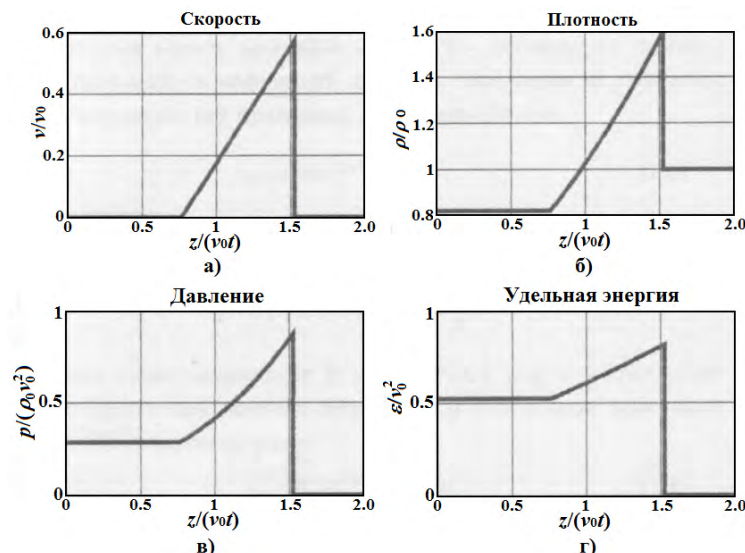 Скорость
0.6
0.4
0.2
0
v/v₀
0 0.5 1 1.5 2.0
z/(v₀t)
а)
Плотность
1.6
1.4
1.2
1
0.8
ρ/ρ₀
0 0.5 1 1.5 2.0
z/(v₀t)
б)
Давление
1
0.5
0
p/(ρ₀v₀²)
0 0.5 1 1.5 2.0
z/(v₀t)
в)
Удельная энергия
1
0.5
0
ε/v₀²
0 0.5 1 1.5 2.0
z/(v₀t)
г)